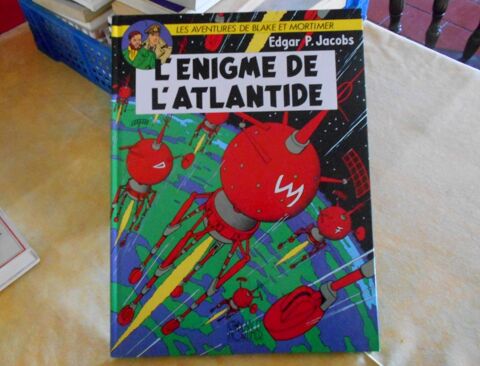 LES AVENTURES DE BLAKE ET MORTIMER
Edgar P. Jacobs
L'ENIGME DE
L'ATLANTIDE